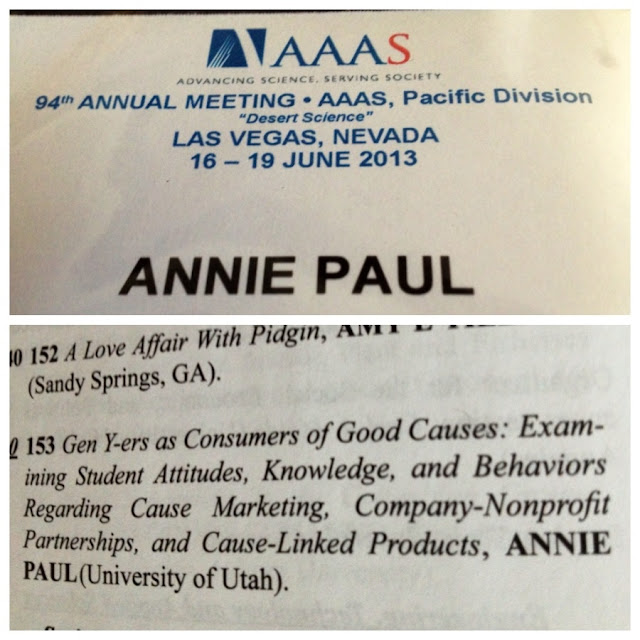 AAAS
ADVANCING SCIENCE. SERVING SOCIETY
94th ANNUAL MEETING • AAAS, Pacific Division
"Desert Science"
LAS VEGAS, NEVADA
16 – 19 JUNE 2013
ANNIE PAUL
152 A Love Affair With Pidgin,
(Sandy Springs, GA).
153 Gen Y-ers as Consumers of Good Causes: Exam-
ining Student Attitudes, Knowledge, and Behaviors
Regarding Cause Marketing, Company-Nonprofit
Partnerships, and Cause-Linked Products, ANNIE
PAUL(University of Utah).